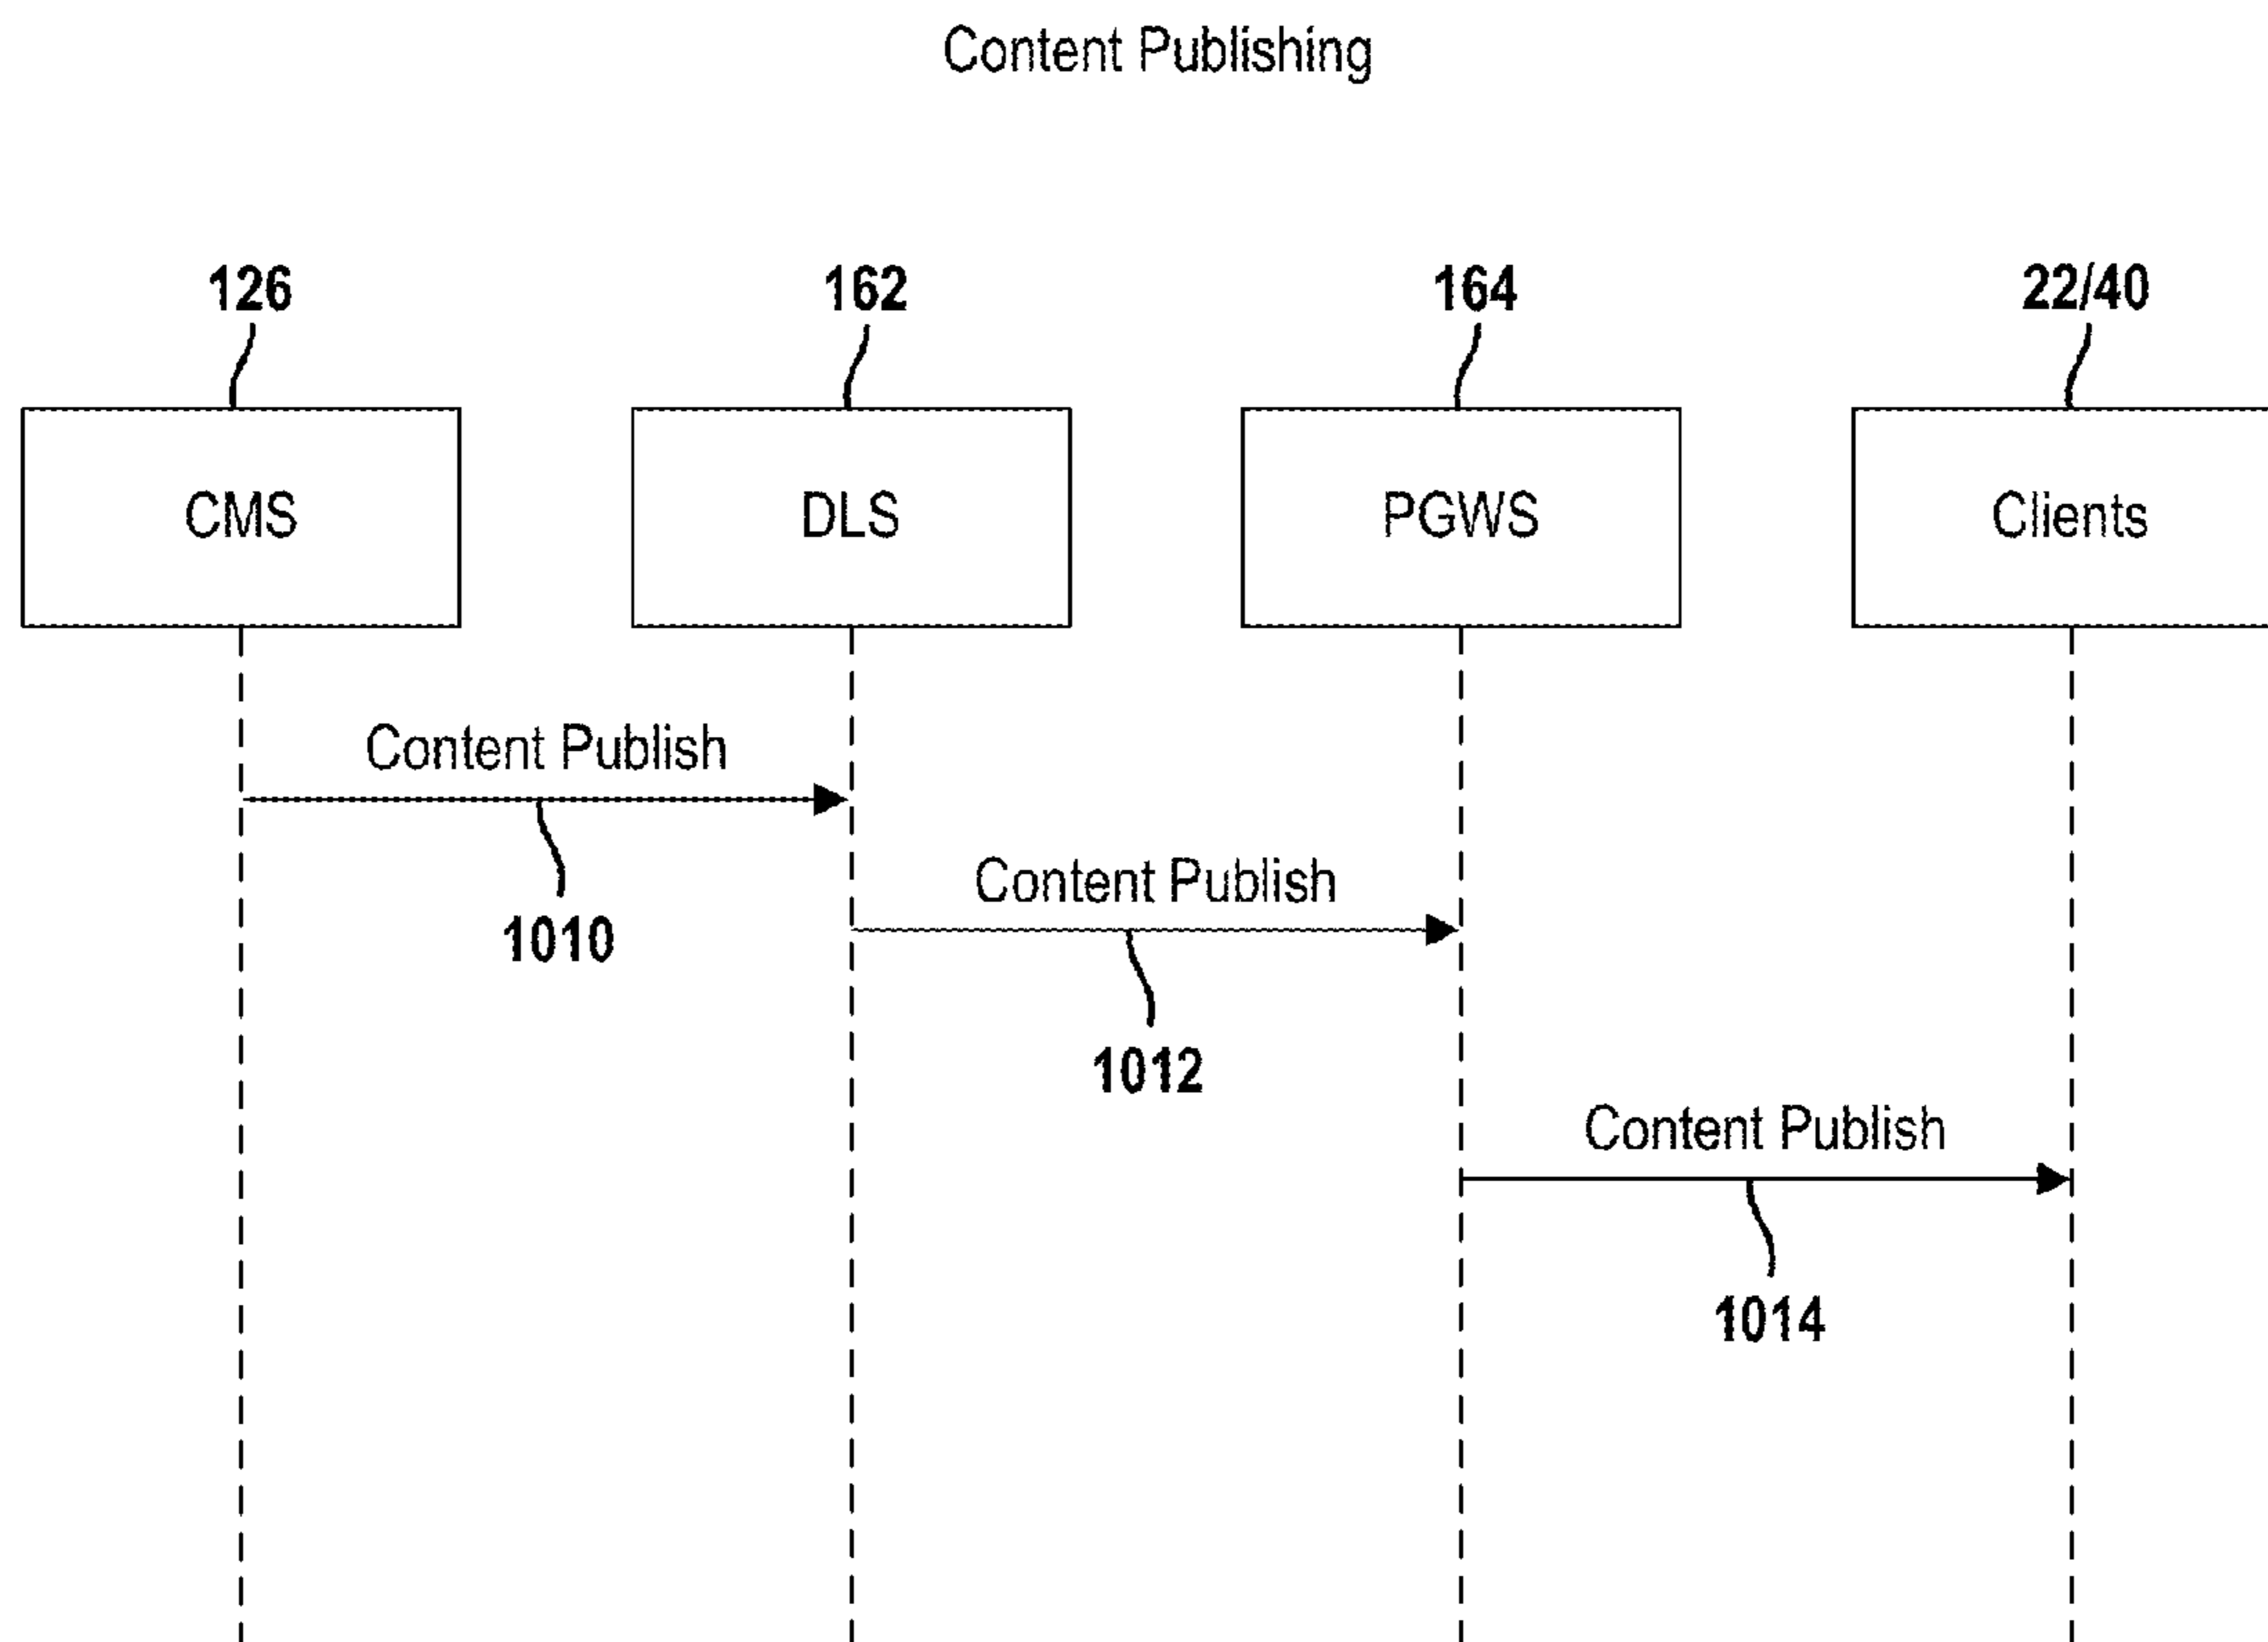 Content Publishing
126
162
164
22/40
CMS
DLS
PGWS
Clients
Content Publish
1010
Content Publish
1012
Content Publish
1014